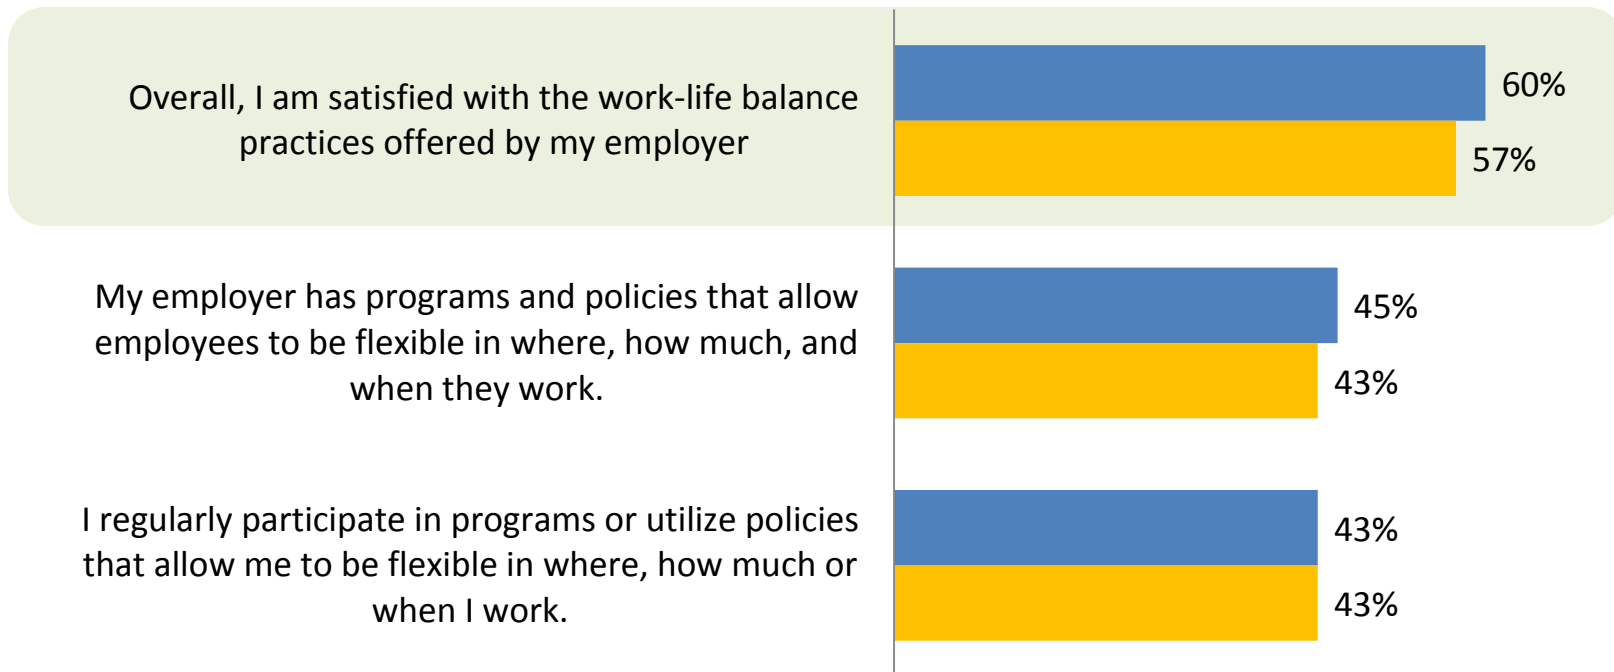 Overall, I am satisfied with the work-life balance
practices offered by my employer
60%
57%
My employer has programs and policies that allow
employees to be flexible in where, how much, and
when they work.
45%
43%
I regularly participate in programs or utilize policies
that allow me to be flexible in where, how much or
when I work.
43%
43%